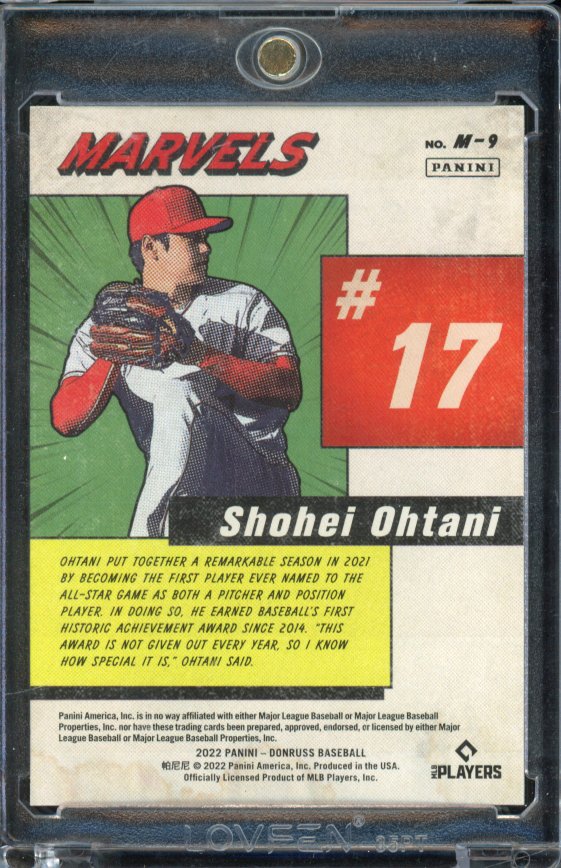 MARVELS
NO. M-9
PANINI
# 17
Shohei Ohtani
OHTANI PUT TOGETHER A REMARKABLE SEASON IN 2021
BY BECOMING THE FIRST PLAYER EVER NAMED TO THE
ALL-STAR GAME AS BOTH A PITCHER AND POSITION
PLAYER. IN DOING SO, HE EARNED BASEBALL'S FIRST
HISTORIC ACHIEVEMENT AWARD SINCE 2014. "THIS
AWARD IS NOT GIVEN OUT EVERY YEAR, SO I KNOW
HOW SPECIAL IT IS," OHTANI SAID.
Panini America, Inc. is in no way affiliated with either Major League Baseball or Major League Baseball
Properties, Inc. nor have these trading cards been prepared, approved, endorsed, or licensed by either Major
League Baseball or Major League Baseball Properties, Inc.
2022 PANINI – DONRUSS BASEBALL
帕尼尼 © 2022 Panini America, Inc. Produced in the USA.
Officially Licensed Product of MLB Players, Inc.
MLB PLAYERS
LOVEEN® 35PT